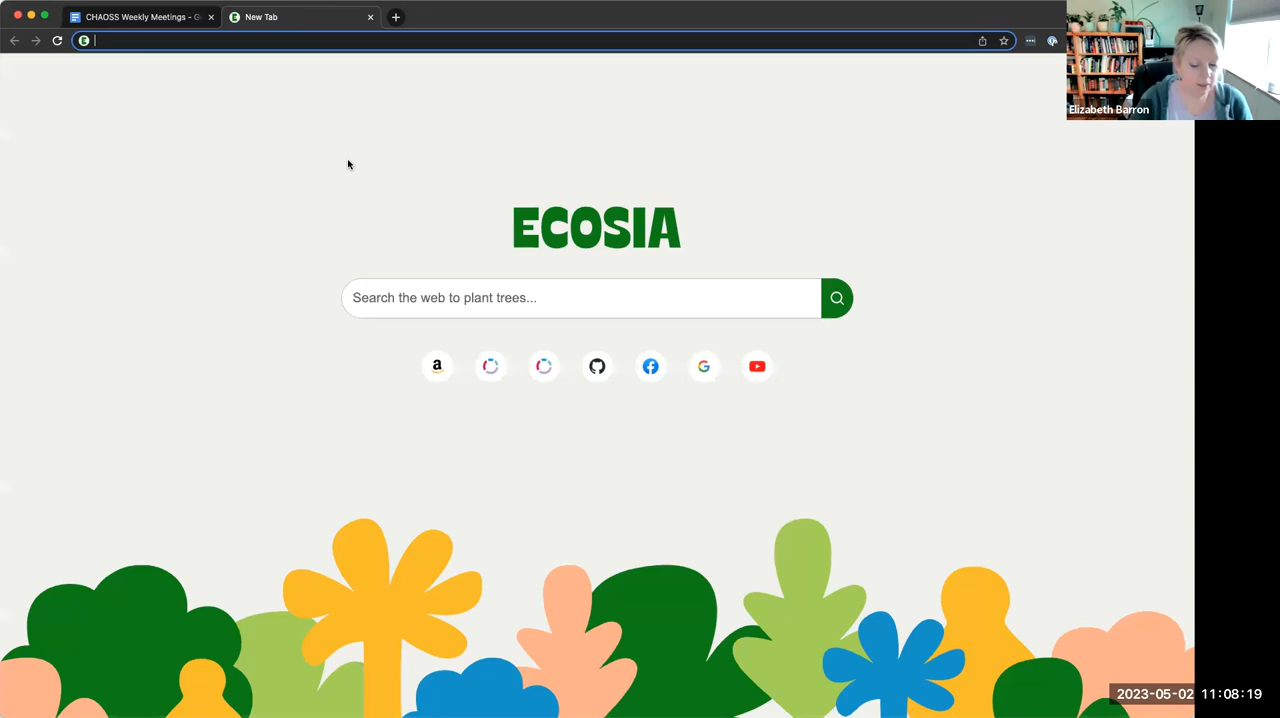 CHAOSS Weekly Meetings - G
New Tab
Elizabeth Barron
ECOSIA
Search the web to plant trees...
2023-05-02 11:08:19